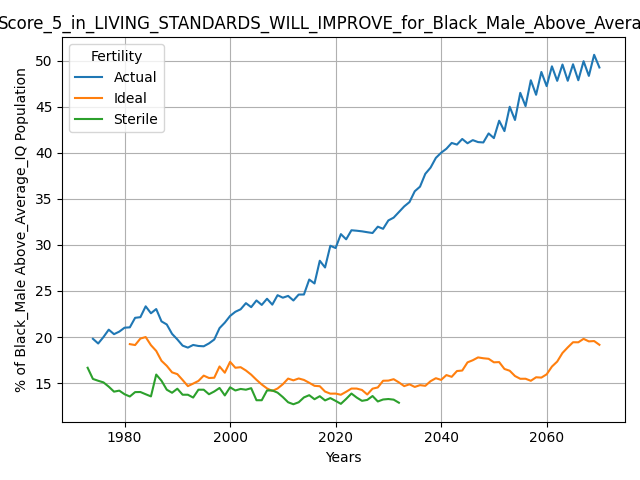 Score_5_in_LIVING_STANDARDS_WILL_IMPROVE_for_Black_Male_Above_Avera
Fertility
Actual
Ideal
Sterile
% of Black_Male Above_Average_IQ Population
50
45
40
35
30
25
20
15
1980
2000
2020
2040
2060
Years